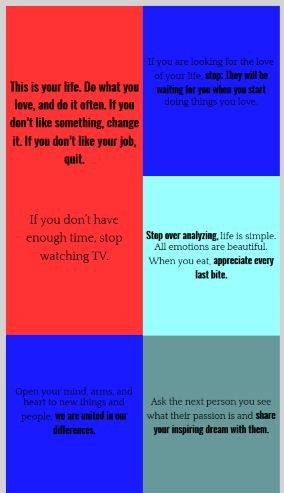 This is your life. Do what you
love, and do it often. If you
don't like something, change
it. If you don't like your job,
quit.
If you don't have
enough time, stop
watching TV.
If you are looking for the love
of your life, stop: They will be
waiting for you when you start
doing things you love.
Stop over analyzing, life is simple.
All emotions are beautiful.
When you eat, appreciate every
last bite.
Open your mind, arms, and
heart to new things and
people, we are united in our
differences.
Ask the next person you see
what their passion is and share
your inspiring dream with them.